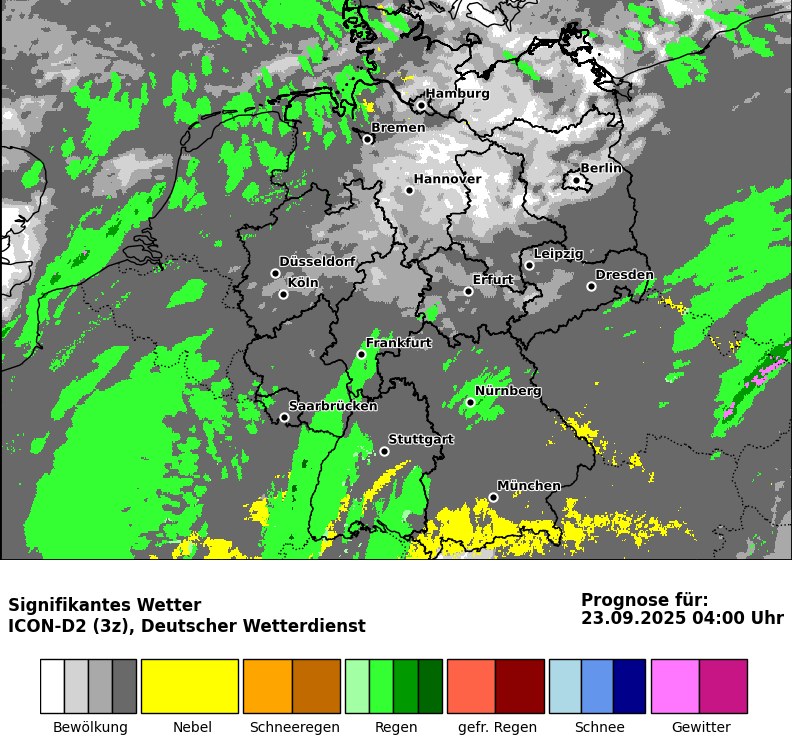 Hamburg
Bremen
Berlin
Hannover
Leipzig
Düsseldorf
Dresden
Köln
Erfurt
Frankfurt
Nürnberg
Saarbrücken
Stuttgart
München
Signifikantes Wetter
ICON-D2 (3z), Deutscher Wetterdienst
Prognose für:
23.09.2025 04:00 Uhr
Bewölkung Nebel Schneeregen Regen gefr. Regen Schnee Gewitter